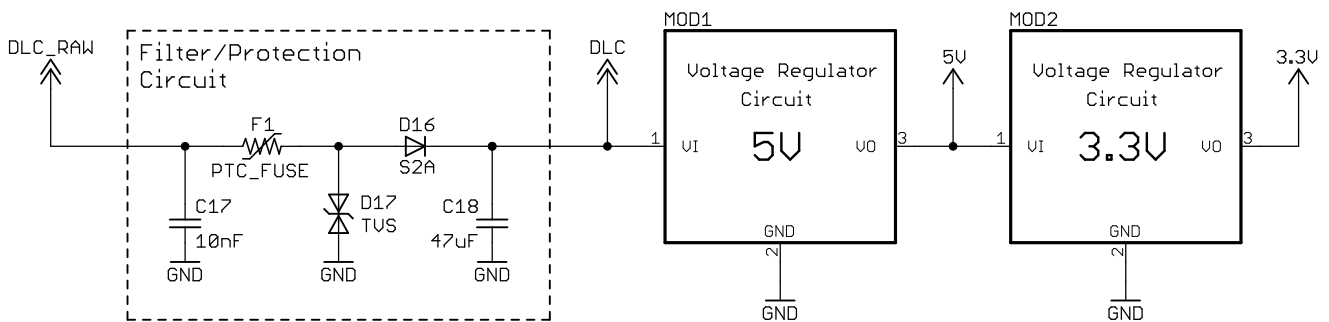 MOD1
MOD2
DLC_RAW
Filter/Protection
Circuit
DLC
Voltage Regulator
Circuit
5V
5V
Voltage Regulator
Circuit
3.3V
3.3V
F1
PTC_FUSE
D16
S2A
1
VI
VO
3
1
VI
VO
3
C17
10nF
GND
D17
TVS
GND
C18
47uF
GND
GND
2
GND
GND
2
GND